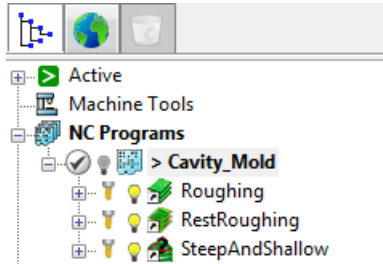 Active
Machine Tools
NC Programs
> Cavity_Mold
Roughing
RestRoughing
SteepAndShallow